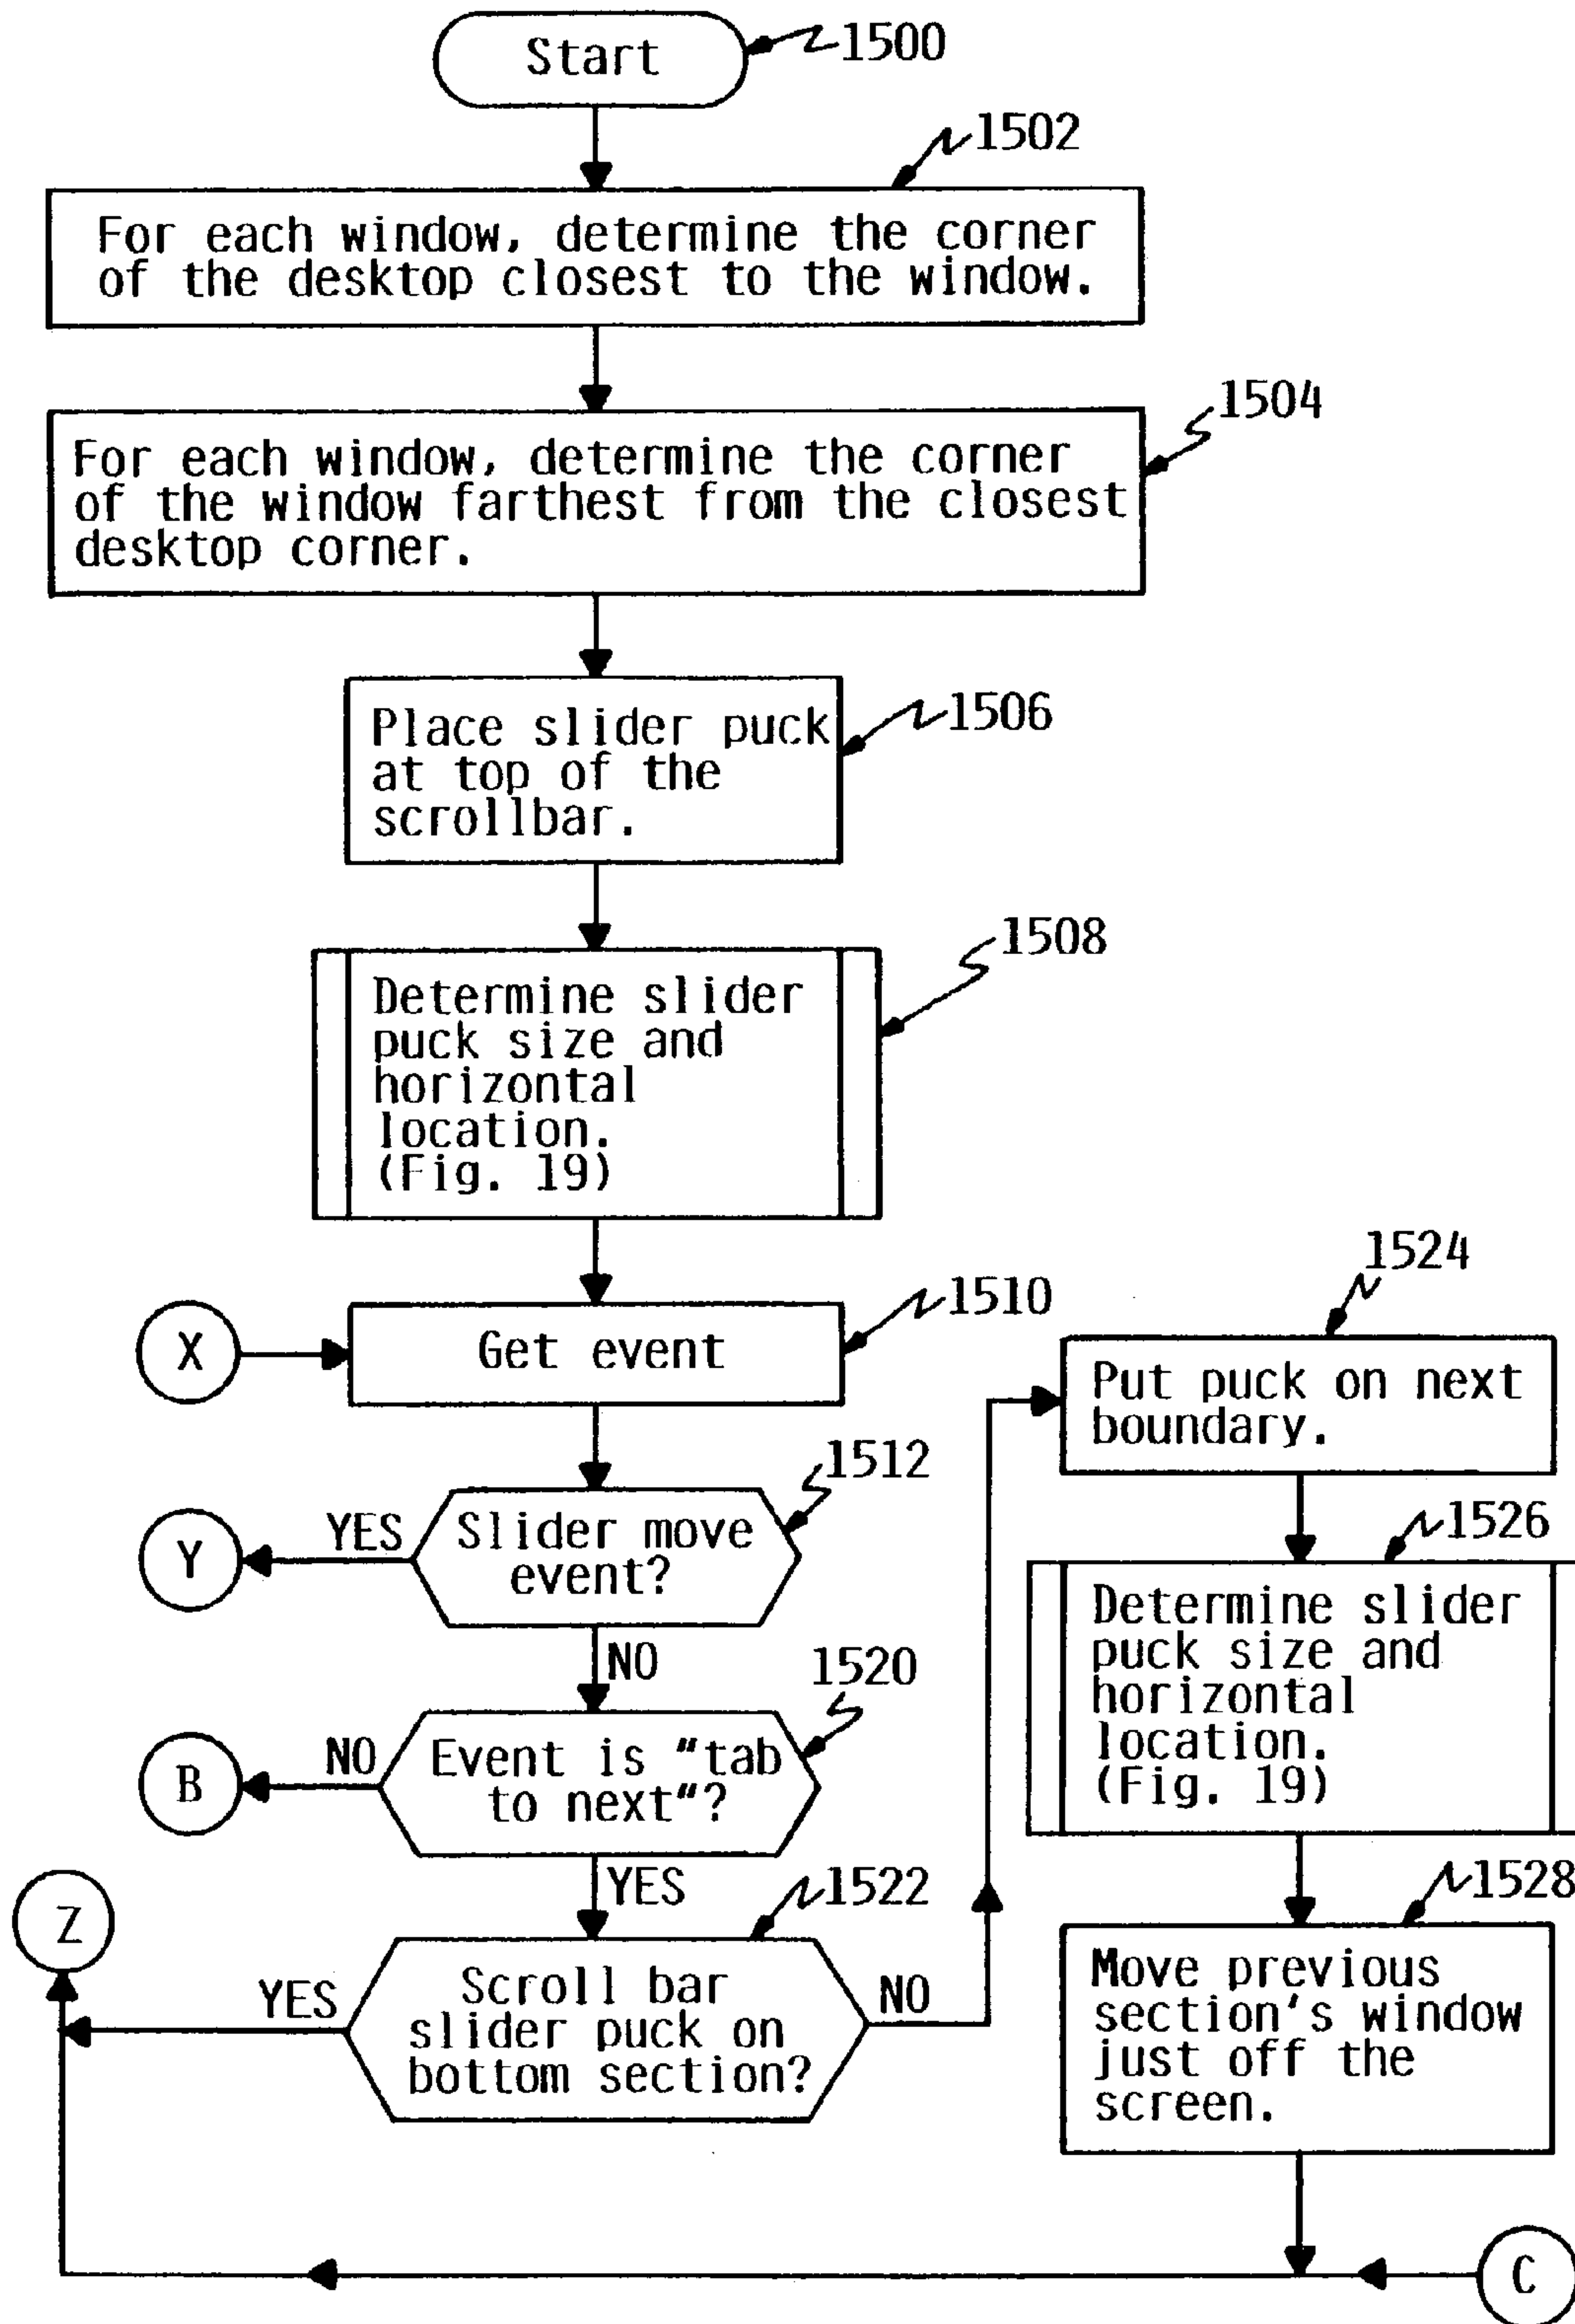 Start
1500
1502
For each window, determine the corner
of the desktop closest to the window.
1504
For each window, determine the corner
of the window farthest from the closest
desktop corner.
1506
Place slider puck
at top of the
scrollbar.
1508
Determine slider
puck size and
horizontal
location.
(Fig. 19)
X
Get event
1510
1512
Slider move
event?
YES
Y
NO
1520
Event is "tab
to next"?
NO
B
YES
1522
Scroll bar
slider puck on
bottom section?
YES
Z
NO
1524
Put puck on next
boundary.
1526
Determine slider
puck size and
horizontal
location.
(Fig. 19)
1528
Move previous
section's window
just off the
screen.
C